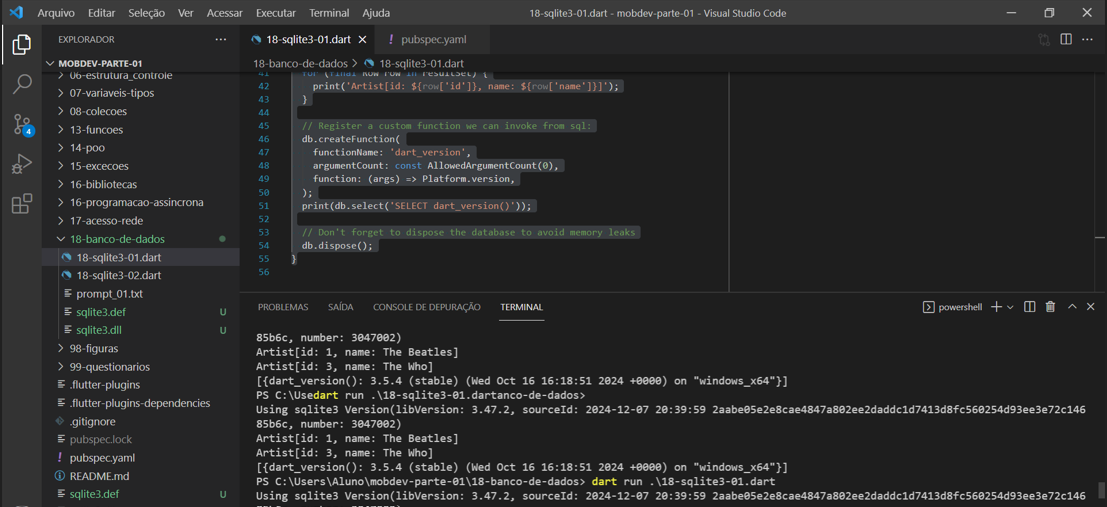 Arquivo Editar Seleção Ver Acessar Executar Terminal Ajuda 18-sqlite3-01.dart - mobdev-parte-01 - Visual Studio Code
EXPLORADOR
MOBDEV-PARTE-01
06-estrutura_controle
07-variaveis-tipos
08-colecoes
13-funcoes
14-poo
15-excecoes
16-bibliotecas
16-programacao-assincrona
17-acesso-rede
18-banco-de-dados
18-sqlite3-01.dart
18-sqlite3-02.dart
prompt_01.txt
sqlite3.def U
sqlite3.dll U
98-figuras
99-questionarios
.flutter-plugins
.flutter-plugins-dependencies
.gitignore
pubspec.lock
! pubspec.yaml
README.md
sqlite3.def U
4
18-sqlite3-01.dart ! pubspec.yaml
18-banco-de-dados > 18-sqlite3-01.dart
41 for (final Row row in resultSet) {
42 print('Artist[id: ${row['id']}, name: ${row['name']}]');
43 }
44
45 // Register a custom function we can invoke from sql:
46 db.createFunction(
47 functionName: 'dart_version',
48 argumentCount: const AllowedArgumentCount(0),
49 function: (args) => Platform.version,
50 );
51 print(db.select('SELECT dart_version()'));
52
53 // Don't forget to dispose the database to avoid memory leaks
54 db.dispose();
55 }
56
PROBLEMAS SAÍDA CONSOLE DE DEPURAÇÃO TERMINAL powershell
85b6c, number: 3047002)
Artist[id: 1, name: The Beatles]
Artist[id: 3, name: The Who]
[{dart_version(): 3.5.4 (stable) (Wed Oct 16 16:18:51 2024 +0000) on "windows_x64"}]
PS C:\Usedart run .\18-sqlite3-01.dartanco-de-dados>
Using sqlite3 Version(libVersion: 3.47.2, sourceId: 2024-12-07 20:39:59 2aabe05e2e8cae4847a802ee2daddc1d7413d8fc560254d93ee3e72c146
85b6c, number: 3047002)
Artist[id: 1, name: The Beatles]
Artist[id: 3, name: The Who]
[{dart_version(): 3.5.4 (stable) (Wed Oct 16 16:18:51 2024 +0000) on "windows_x64"}]
PS C:\Users\Aluno\mobdev-parte-01\18-banco-de-dados> dart run .\18-sqlite3-01.dart
Using sqlite3 Version(libVersion: 3.47.2, sourceId: 2024-12-07 20:39:59 2aabe05e2e8cae4847a802ee2daddc1d7413d8fc560254d93ee3e72c146